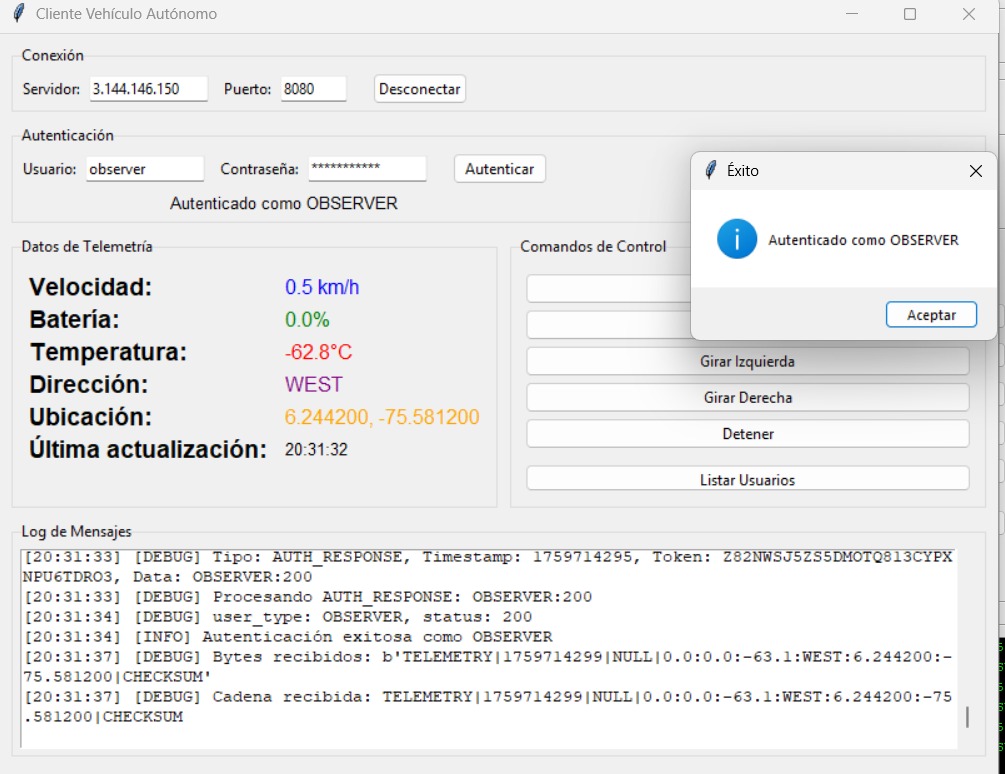 Cliente Vehículo Autónomo
Conexión
Servidor: 3.144.146.150 Puerto: 8080 Desconectar
Autenticación
Usuario: observer Contraseña: *********** Autenticar
Autenticado como OBSERVER
Éxito
Autenticado como OBSERVER
Aceptar
Datos de Telemetría
Velocidad: 0.5 km/h
Batería: 0.0%
Temperatura: -62.8°C
Dirección: WEST
Ubicación: 6.244200, -75.581200
Última actualización: 20:31:32
Comandos de Control
Girar Izquierda
Girar Derecha
Detener
Listar Usuarios
Log de Mensajes
[20:31:33] [DEBUG] Tipo: AUTH_RESPONSE, Timestamp: 1759714295, Token: Z82NWSJ5ZS5DMOTQ813CYPX
NPU6TDRO3, Data: OBSERVER:200
[20:31:33] [DEBUG] Procesando AUTH_RESPONSE: OBSERVER:200
[20:31:34] [DEBUG] user_type: OBSERVER, status: 200
[20:31:34] [INFO] Autenticación exitosa como OBSERVER
[20:31:37] [DEBUG] Bytes recibidos: b'TELEMETRY|1759714299|NULL|0.0:0.0:-63.1:WEST:6.244200:-
75.581200|CHECKSUM'
[20:31:37] [DEBUG] Cadena recibida: TELEMETRY|1759714299|NULL|0.0:0.0:-63.1:WEST:6.244200:-75
.581200|CHECKSUM